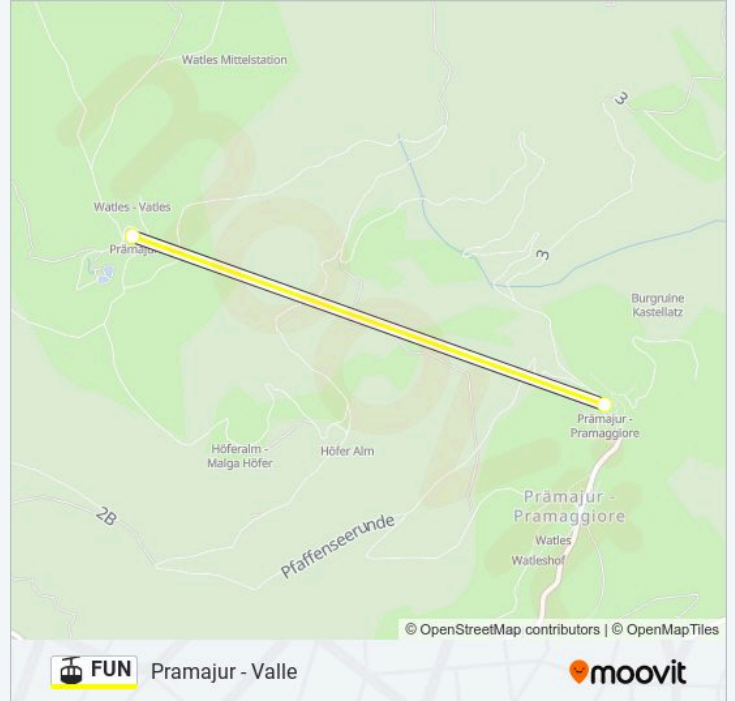 Watles Mittelstation
3
Watles - Vatles
Prämajur
3
Burgruine
Kastellatz
Prämajur -
Pramaggiore
Höferalm -
Malga Höfer
Höfer Alm
Prämajur -
Pramaggiore
2B
Pfaffenseerunde
Watles
Watleshof
© OpenStreetMap contributors | © OpenMapTiles
FUN
Pramajur - Valle
moovit